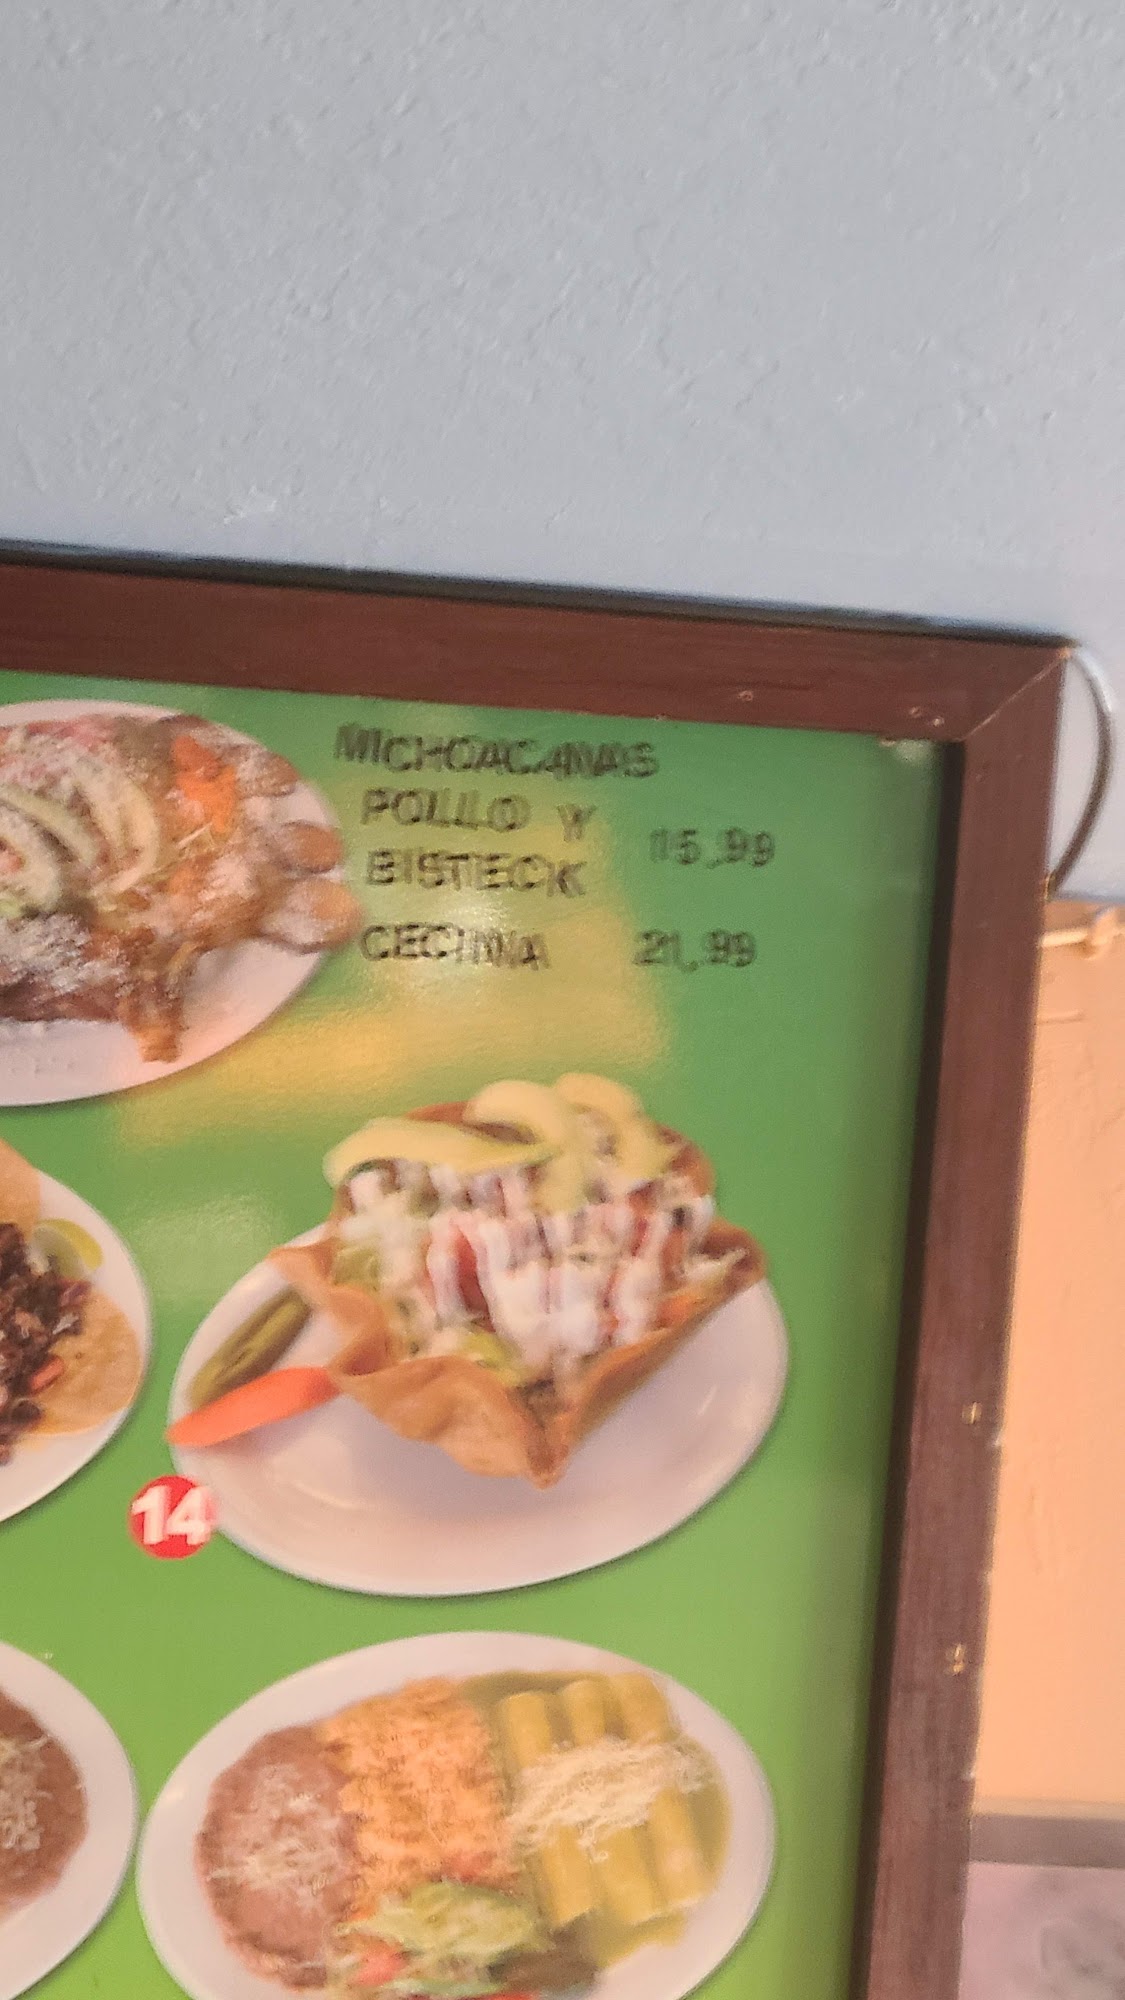 MICHOACANAS
POLLO Y
BISTECK 15.99
CECINA 21.99
14